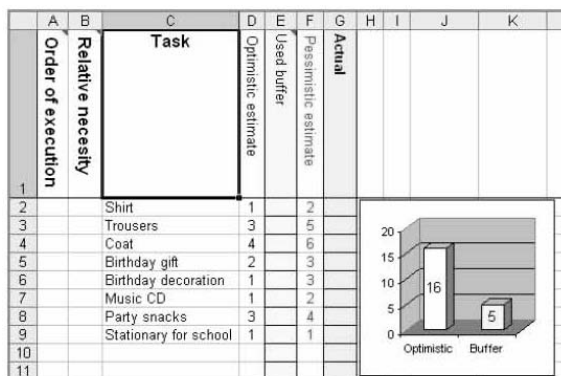 A B C D E F G H I J K
1 Order of execution Relative necesity Task Optimistic estimate Used buffer Pessimistic estimate Actual
2 Shirt 1 2
3 Trousers 3 5
4 Coat 4 6
5 Birthday gift 2 3
6 Birthday decoration 1 3
7 Music CD 1 2
8 Party snacks 3 4
9 Stationary for school 1 1
10
11
20
15
10
5
0
16
5
Optimistic Buffer